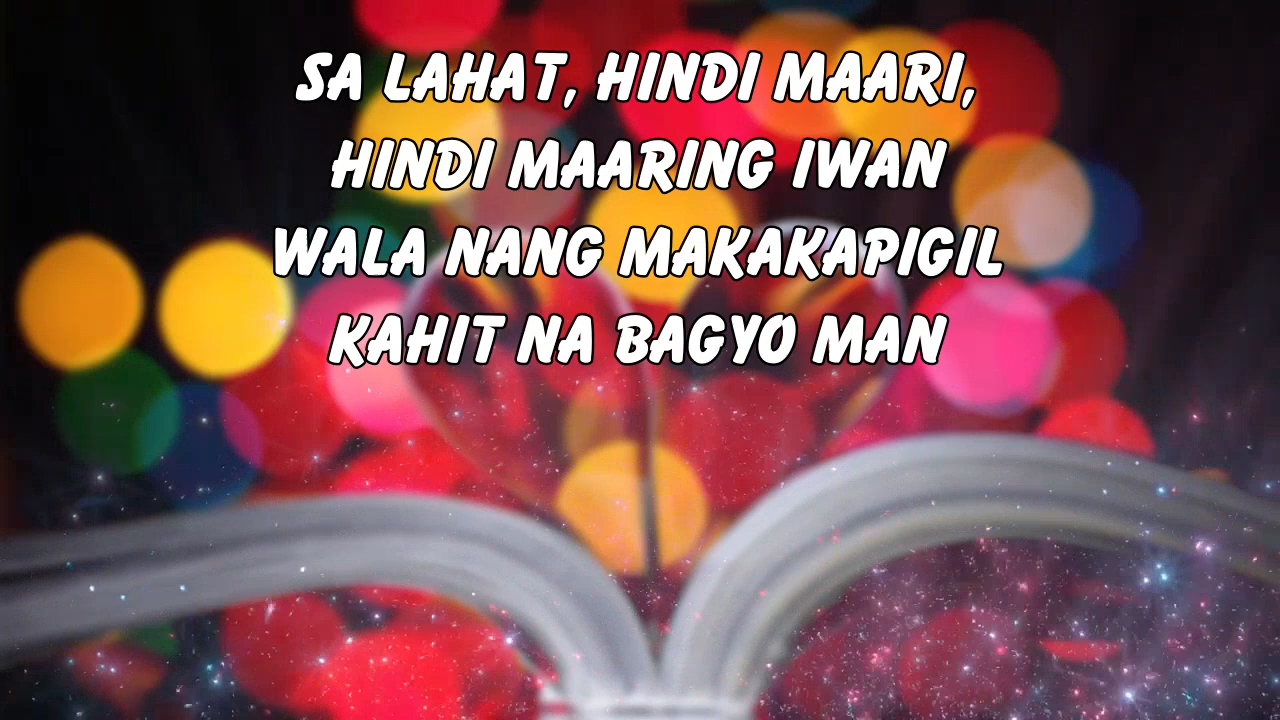 SA LAHAT, HINDI MAARI,
HINDI MAARING IWAN
WALA NANG MAKAKAPIGIL
KAHIT NA BAGYO MAN